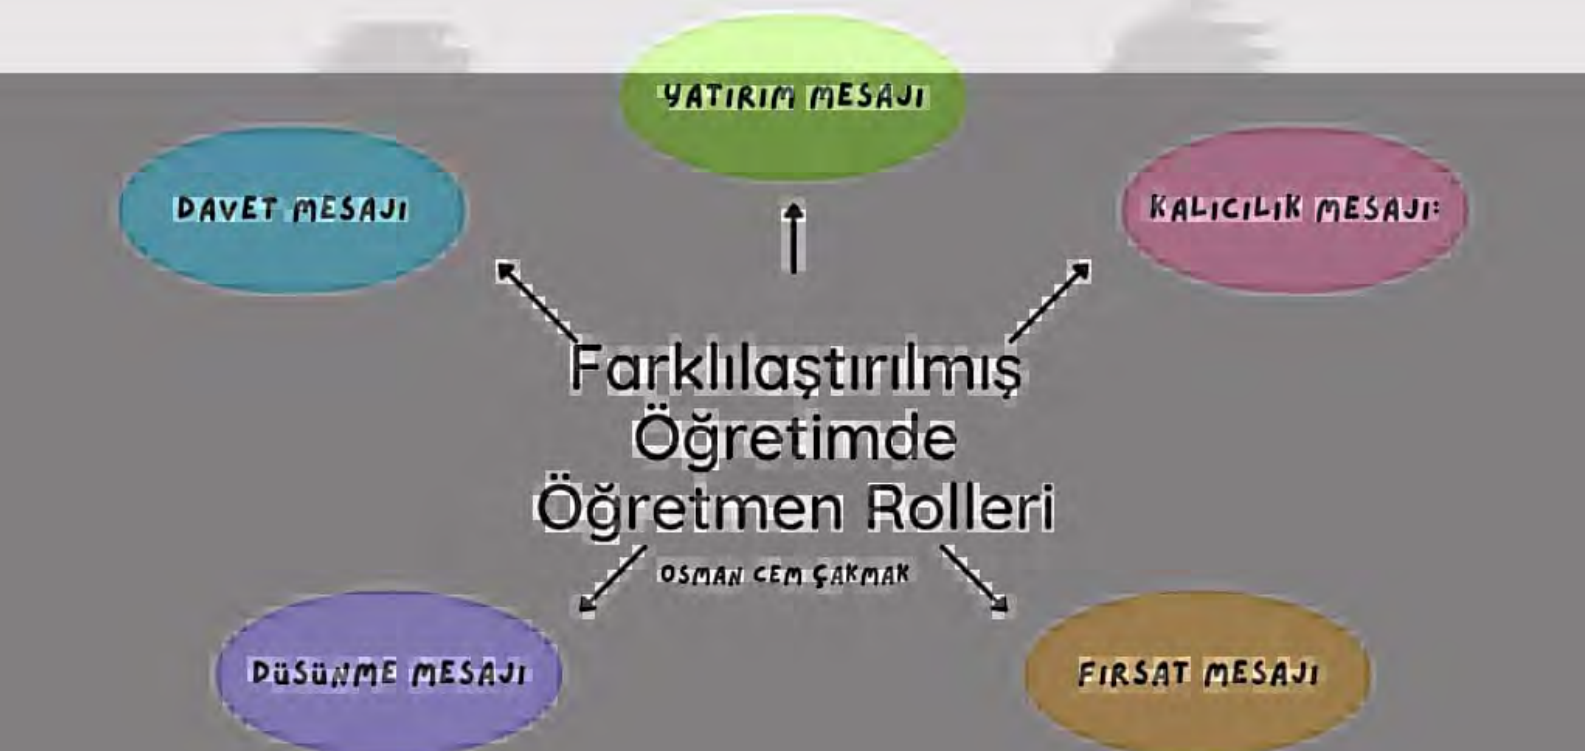 YATIRIM MESAJI
DAVET MESAJI
KALICILIK MESAJI:
Farklılaştırılmış
Öğretimde
Öğretmen Rolleri
OSMAN CEM ÇAKMAK
DÜSÜNME MESAJI
FIRSAT MESAJI